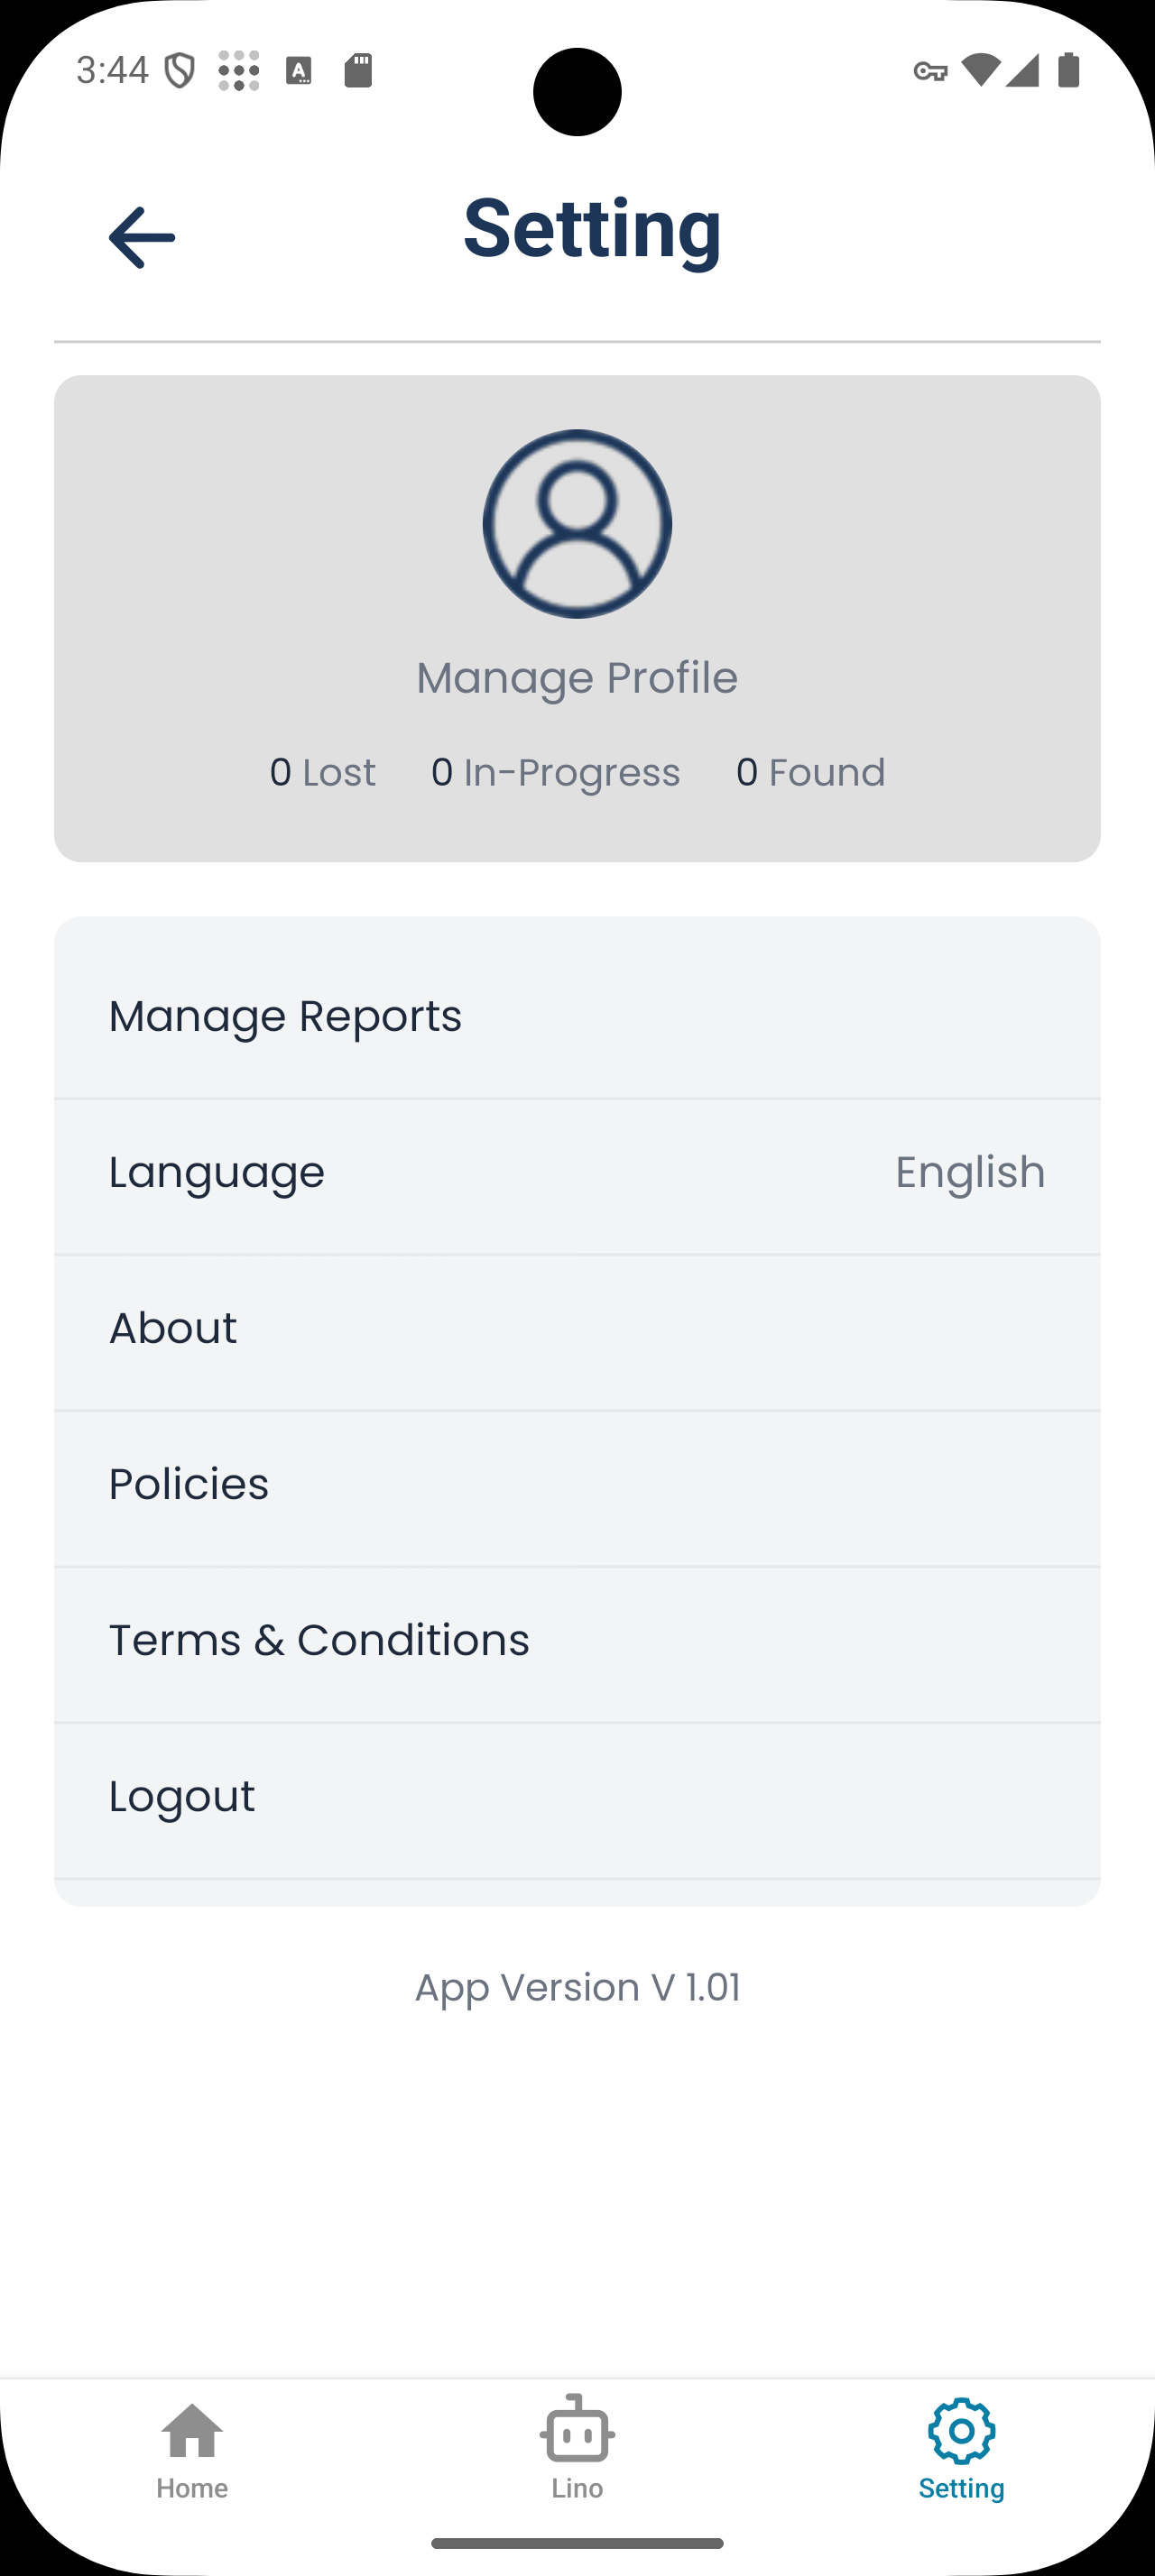 3:44
Setting
Manage Profile
0 Lost 0 In-Progress 0 Found
Manage Reports
Language English
About
Policies
Terms & Conditions
Logout
App Version V 1.01
Home Lino Setting